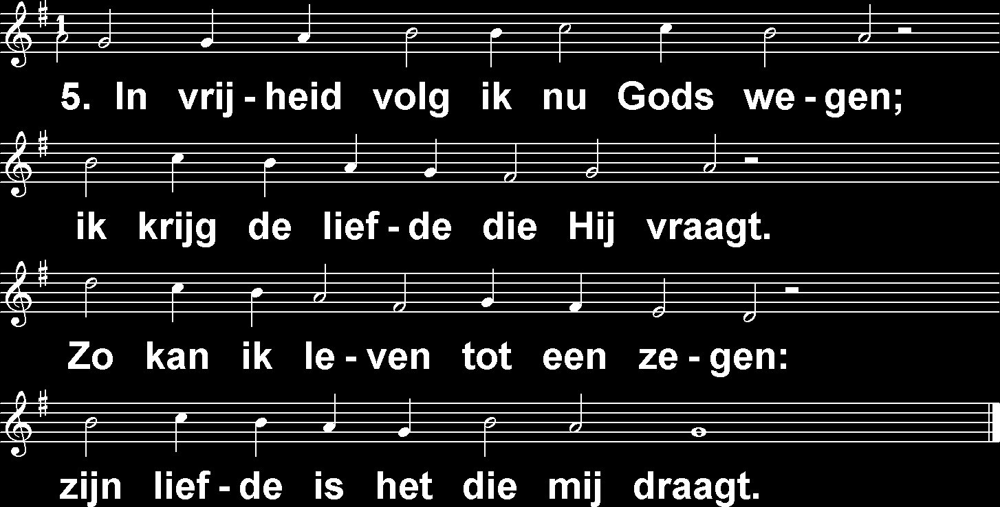 1
5. In vrij - heid volg ik nu Gods we - gen;
ik krijg de lief - de die Hij vraagt.
Zo kan ik le - ven tot een ze - gen:
zijn lief - de is het die mij draagt.